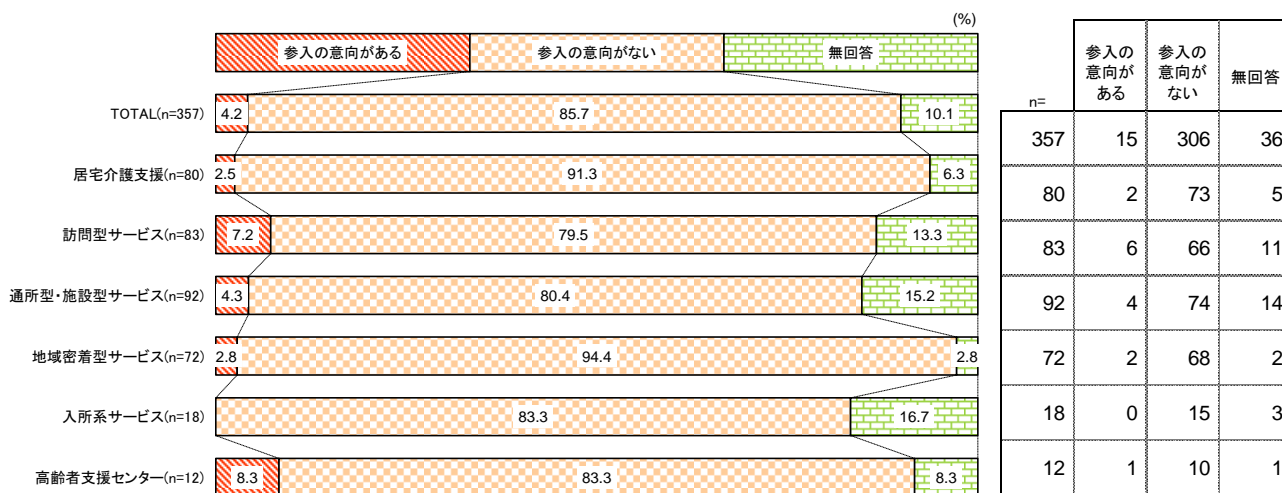 (%)
参入の意向がある 参入の意向がない 無回答
TOTAL(n=357) 4.2 85.7 10.1
居宅介護支援(n=80) 2.5 91.3 6.3
訪問型サービス(n=83) 7.2 79.5 13.3
通所型・施設型サービス(n=92) 4.3 80.4 15.2
地域密着型サービス(n=72) 2.8 94.4 2.8
入所系サービス(n=18) 83.3 16.7
高齢者支援センター(n=12) 8.3 83.3 8.3
n= 参入の意向がある 参入の意向がない 無回答
357 15 306 36
80 2 73 5
83 6 66 11
92 4 74 14
72 2 68 2
18 0 15 3
12 1 10 1